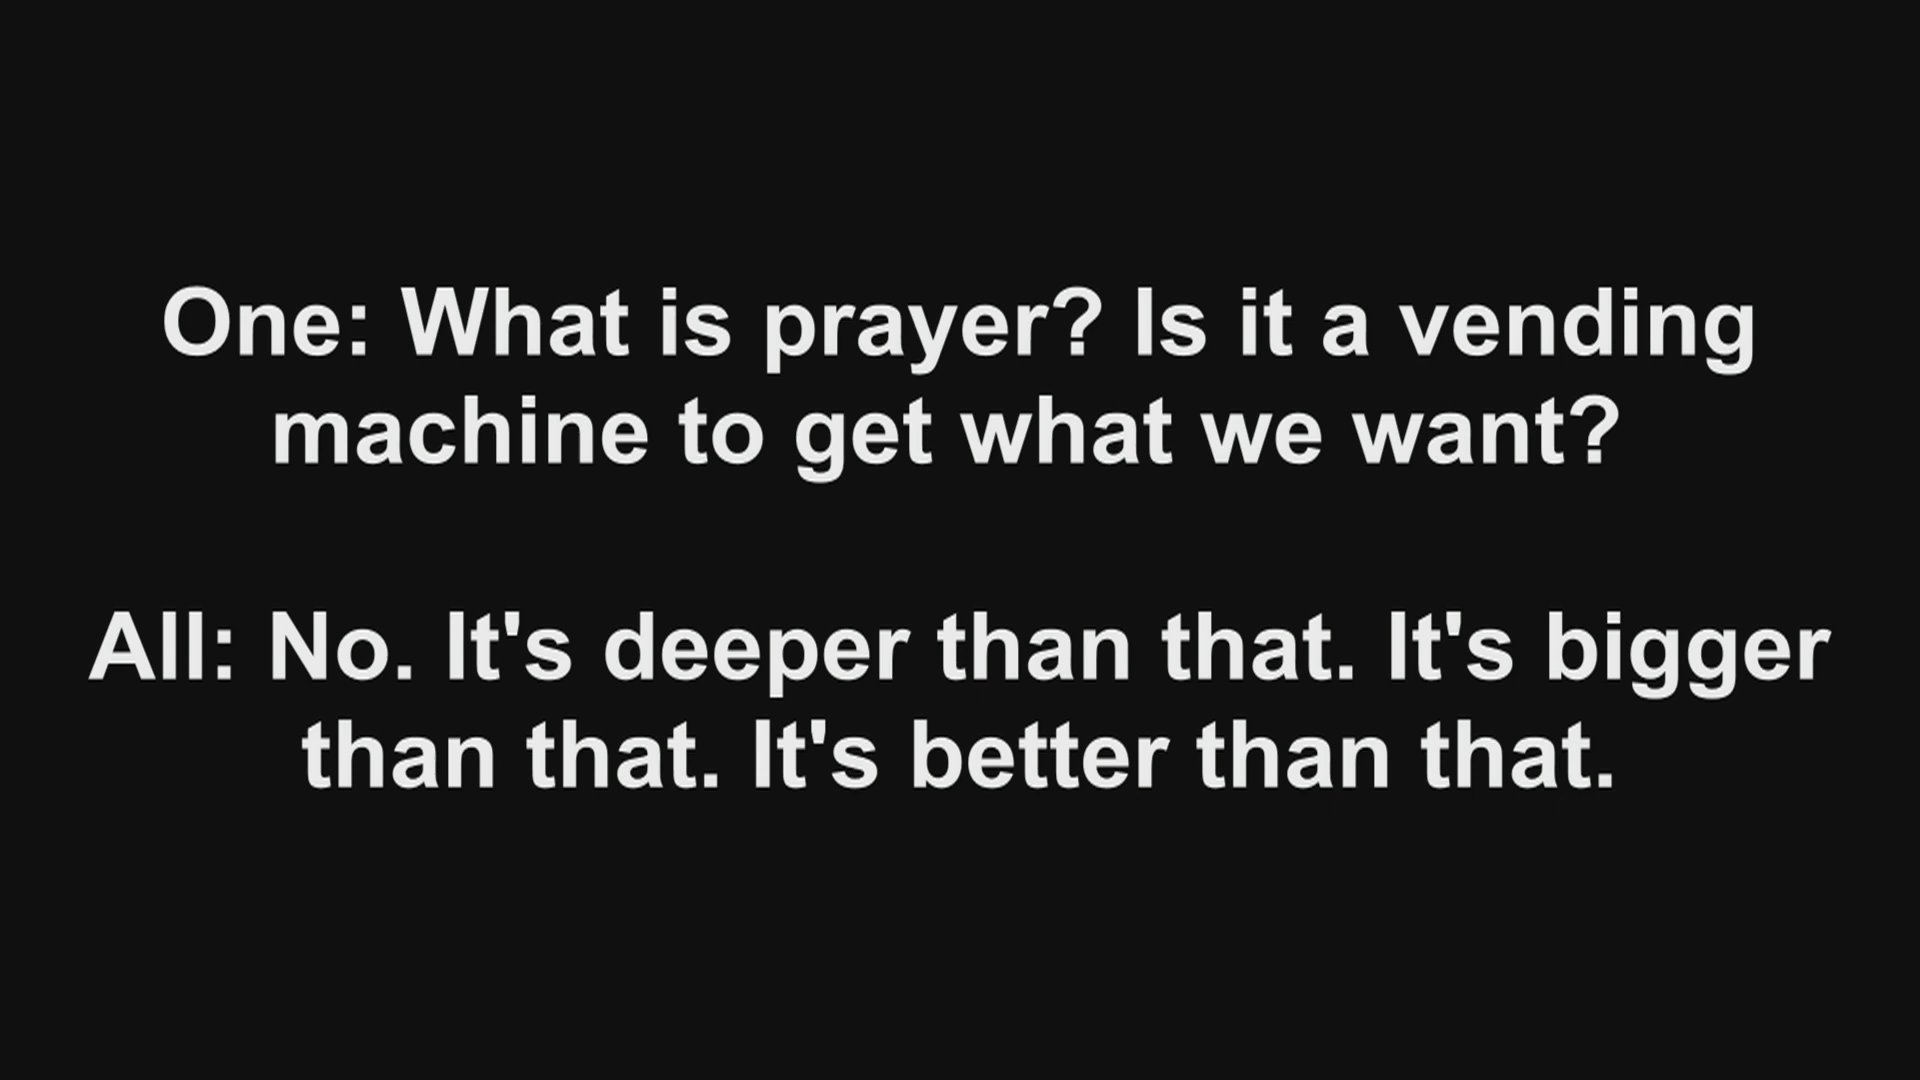 One: What is prayer? Is it a vending
machine to get what we want?
All: No. It's deeper than that. It's bigger
than that. It's better than that.